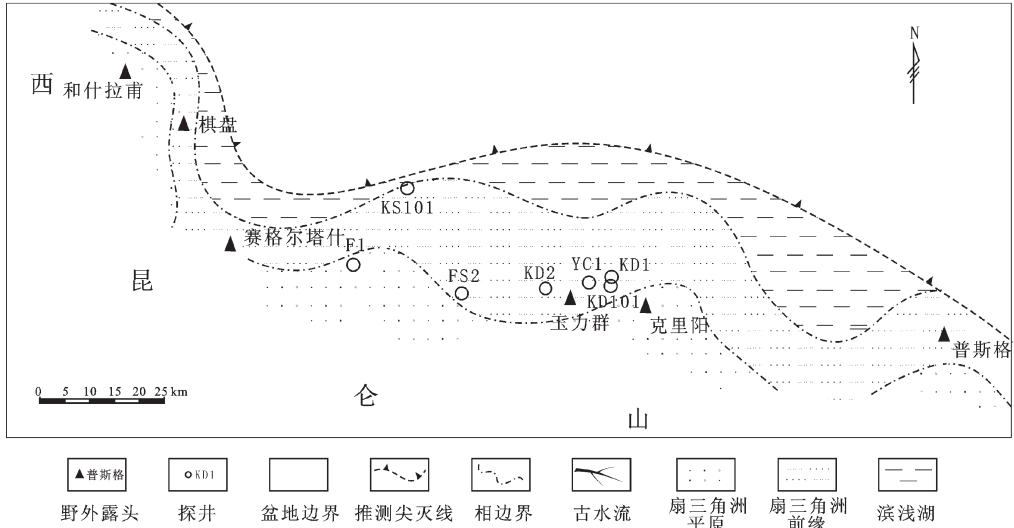 N
西
和什拉甫
棋盘
KS101
赛格尔塔什
F1
昆
FS2
KD2
YC1
KD1
KD101
玉力群
克里阳
普斯格
0 5 10 15 20 25 km
仑
山
普斯格
KD1
野外露头
探井
盆地边界
推测尖灭线
相边界
古水流
扇三角洲
平原
扇三角洲
前缘
滨浅湖